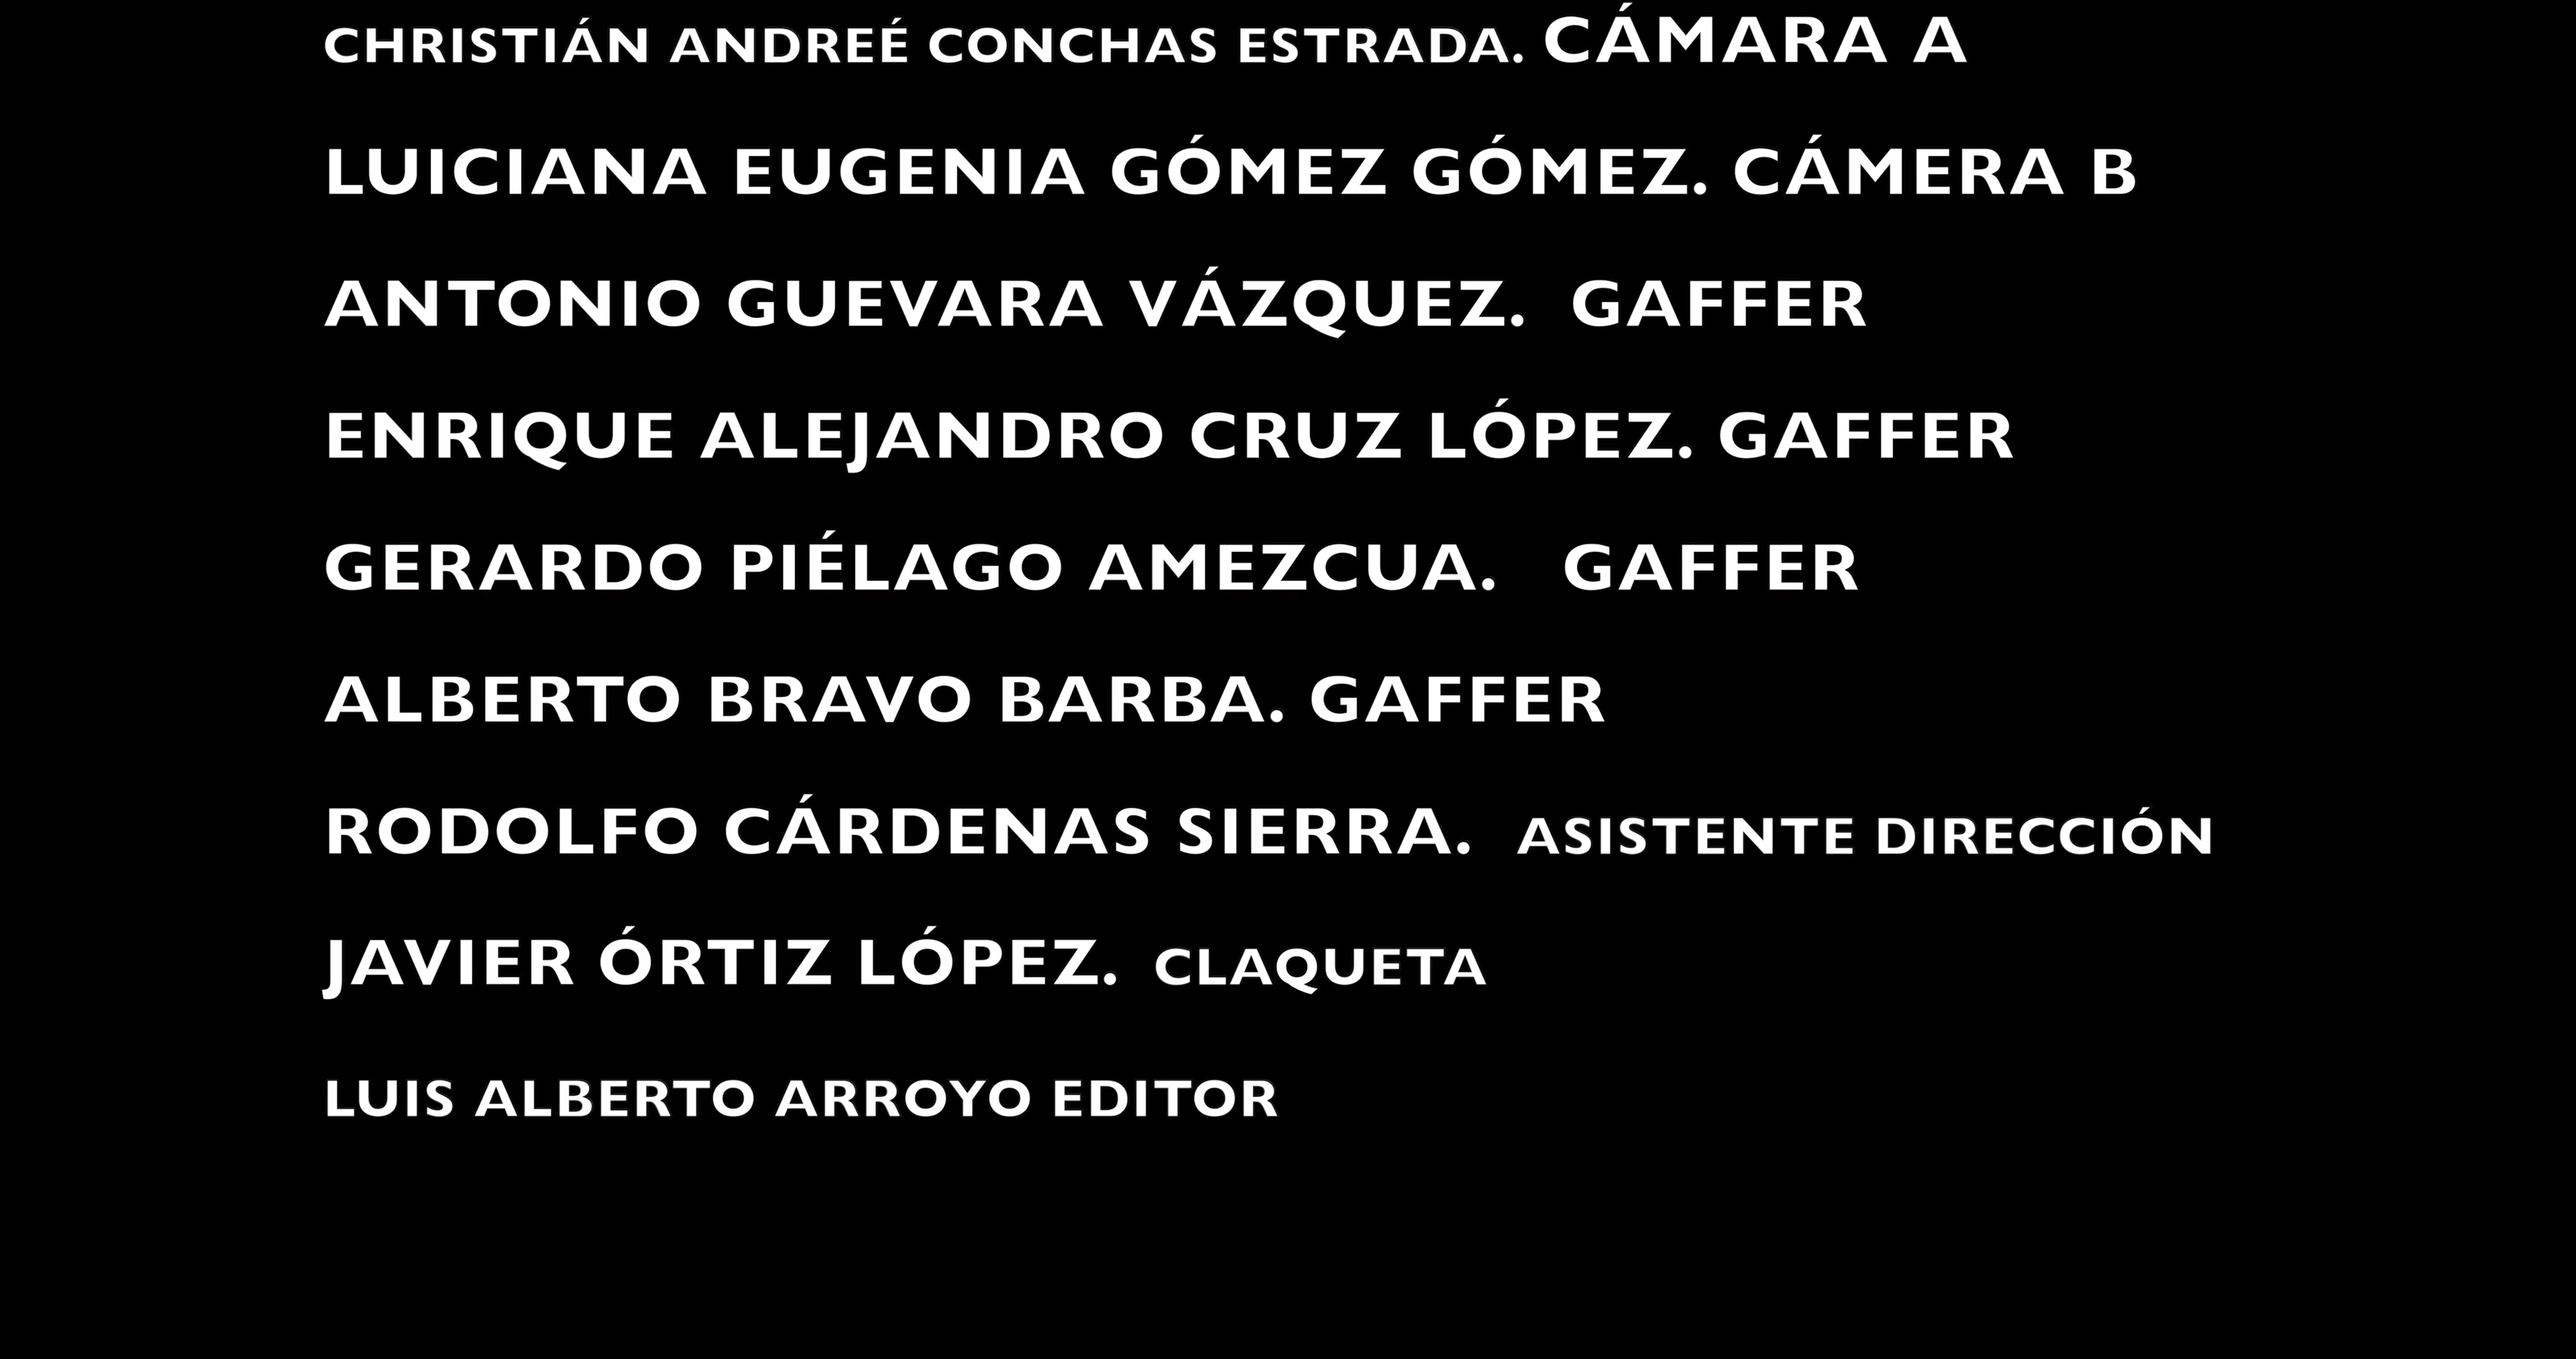 CHRISTIÁN ANDREÉ CONCHAS ESTRADA. CÁMARA A
LUICIANA EUGENIA GÓMEZ GÓMEZ. CÁMERA B
ANTONIO GUEVARA VÁZQUEZ. GAFFER
ENRIQUE ALEJANDRO CRUZ LÓPEZ. GAFFER
GERARDO PIÉLAGO AMEZCUA. GAFFER
ALBERTO BRAVO BARBA. GAFFER
RODOLFO CÁRDENAS SIERRA. ASISTENTE DIRECCIÓN
JAVIER ÓRTIZ LÓPEZ. CLAQUETA
LUIS ALBERTO ARROYO EDITOR